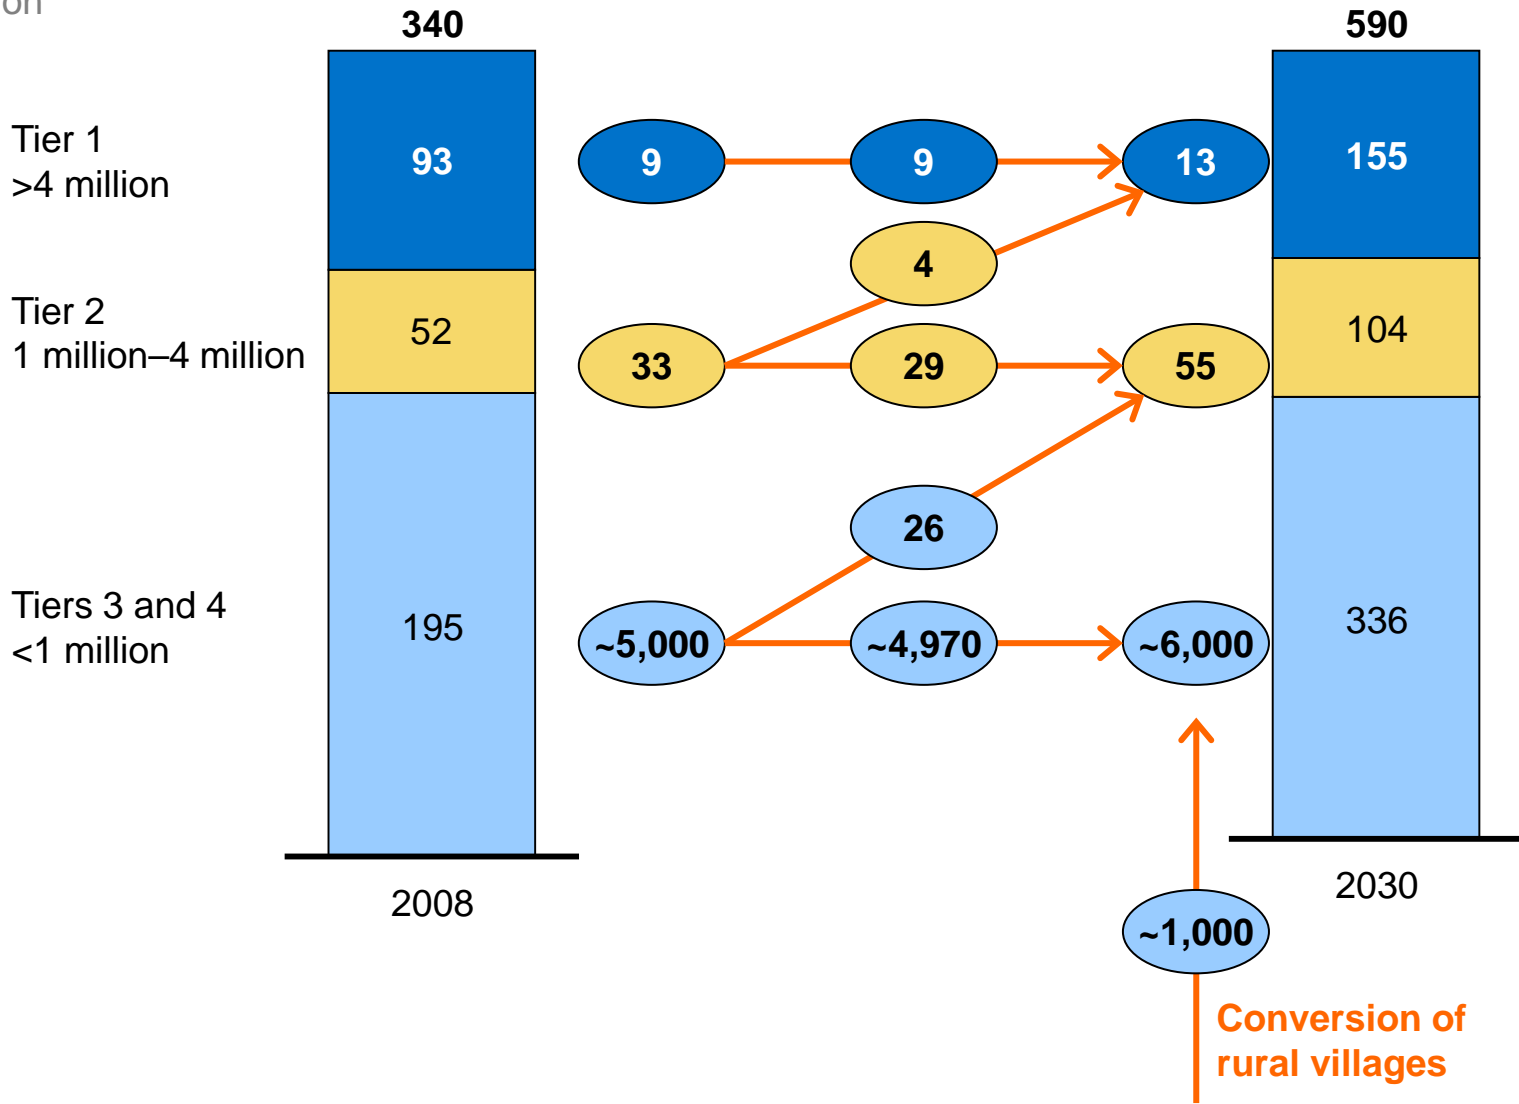 on
340
590
Tier 1
>4 million
93
9
9
13
155
4
Tier 2
1 million–4 million
52
33
29
55
104
26
Tiers 3 and 4
<1 million
195
~5,000
~4,970
~6,000
336
2008
2030
~1,000
Conversion of
rural villages